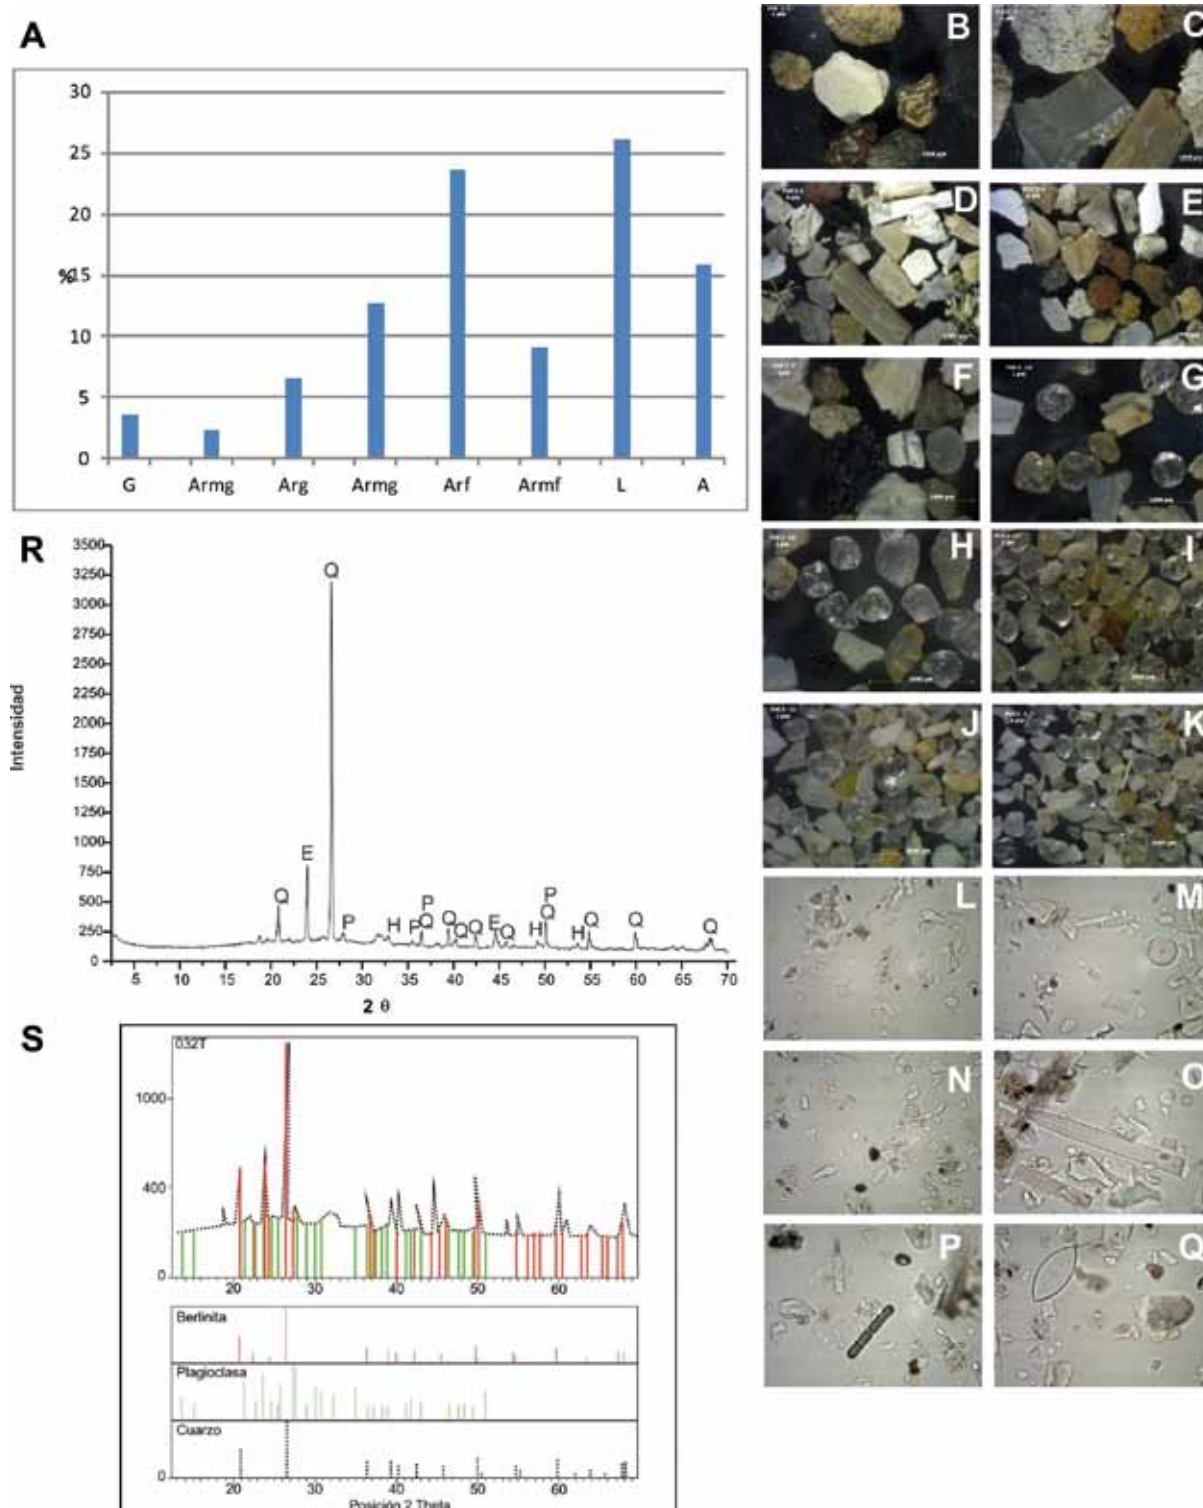 A
30
25
20
%15
10
5
0
G Armg Arg Armg Arf Armf L A
R
Intensidad
3500
3250
3000
2750
2500
2250
2000
1750
1500
1250
1000
750
500
250
0
Q
E
Q
P
H
P
P
Q
Q
Q
Q
E
Q
H
P
Q
H
Q
Q
Q
5 10 15 20 25 30 35 40 45 50 55 60 65 70
2 θ
S
032T
1000
400
0
20 30 40 50 60
Berlinita
Plagioclasa
Cuarzo
0
20 30 40 50 60
Posición 2 Theta
B
C
D
E
F
G
H
I
J
K
L
M
N
O
P
Q